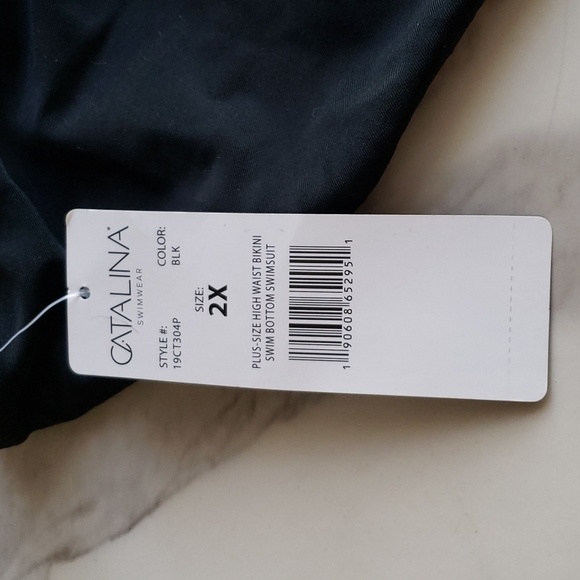 CATALINA®
SWIMWEAR
STYLE #: COLOR:
19CT304P BLK
SIZE:
2X
PLUS-SIZE HIGH WAIST BIKINI
SWIM BOTTOM SWIMSUIT
1 90608 65295 1